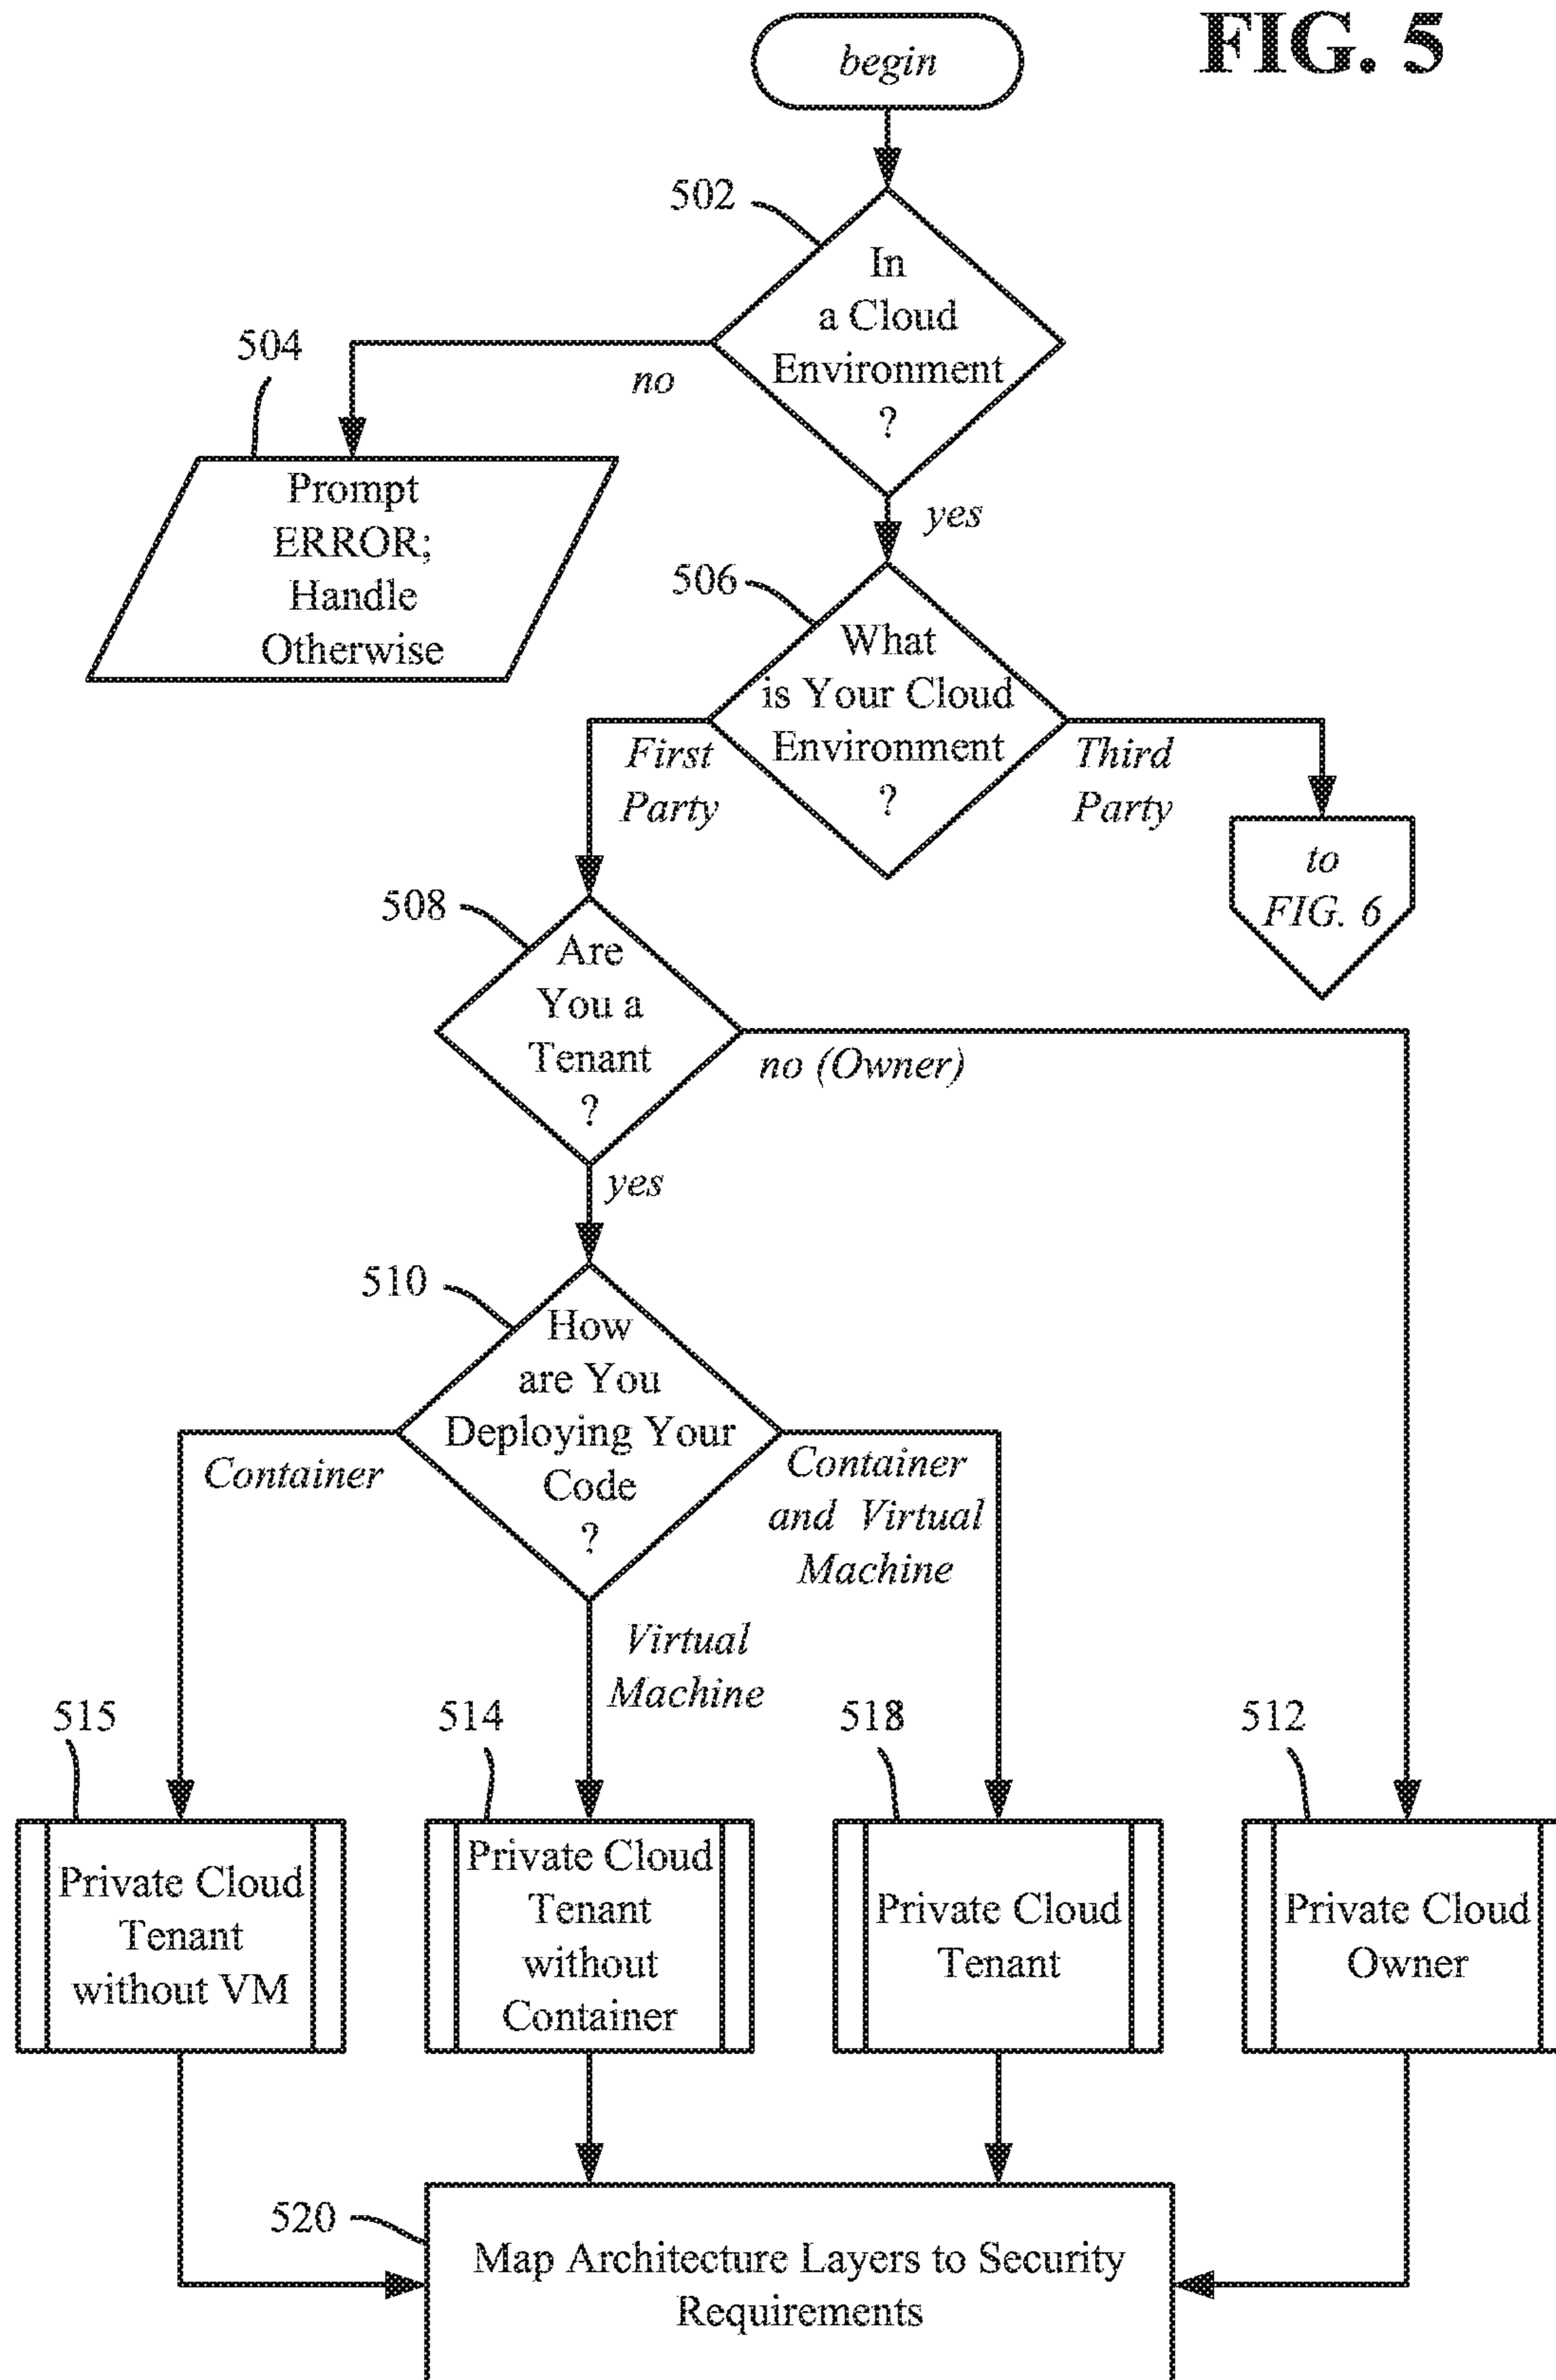 FIG. 5
begin
502
In
a Cloud
Environment
?
no
504
Prompt
ERROR;
Handle
Otherwise
yes
506
What
is Your Cloud
Environment
?
First
Party
Third
Party
to
FIG. 6
508
Are
You a
Tenant
?
no (Owner)
yes
510
How
are You
Deploying Your
Code
?
Container
Container
and Virtual
Machine
Virtual
Machine
515
Private Cloud
Tenant
without VM
514
Private Cloud
Tenant
without
Container
518
Private Cloud
Tenant
512
Private Cloud
Owner
520
Map Architecture Layers to Security
Requirements